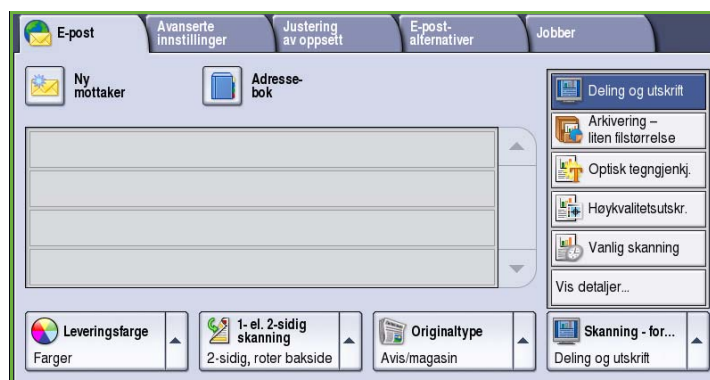 E-post
Avanserte
innstillinger
Justering
av oppsett
E-post-
alternativer
Jobber
Ny
mottaker
Adresse-
bok
Deling og utskrift
Arkivering –
liten filstørrelse
Optisk tegngjenkj.
Høykvalitetsutskr.
Vanlig skanning
Vis detaljer...
Leveringsfarge
Farger
1- el. 2-sidig
skanning
2-sidig, roter bakside
Originaltype
Avis/magasin
Skanning - for...
Deling og utskrift